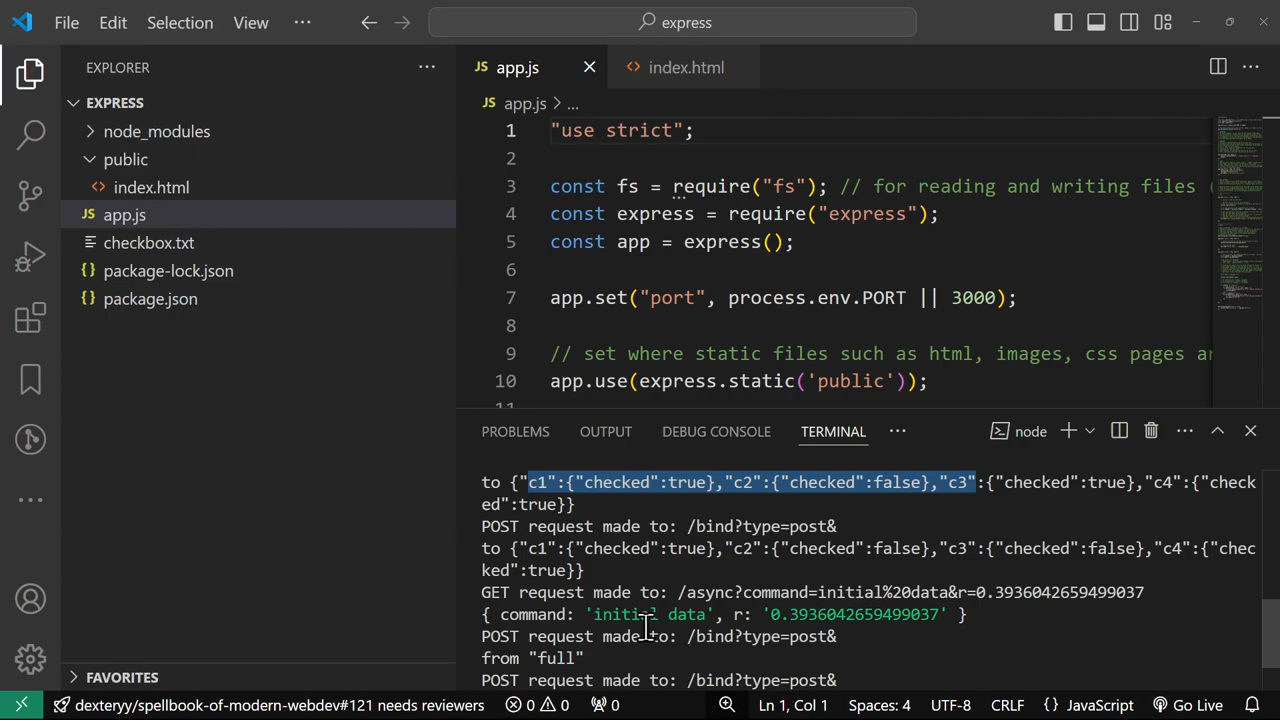 File Edit Selection View ··· express
EXPLORER ···
EXPRESS
node_modules
public
index.html
app.js
checkbox.txt
package-lock.json
package.json
FAVORITES
JS app.js index.html
JS app.js > ...
1 "use strict";
2
3 const fs = require("fs"); // for reading and writing files (
4 const express = require("express");
5 const app = express();
6
7 app.set("port", process.env.PORT || 3000);
8
9 // set where static files such as html, images, css pages ar
10 app.use(express.static('public'));
11
PROBLEMS OUTPUT DEBUG CONSOLE TERMINAL ··· node
to {"c1":{"checked":true},"c2":{"checked":false},"c3":{"checked":true},"c4":{"check
ed":true}}
POST request made to: /bind?type=post&
to {"c1":{"checked":true},"c2":{"checked":false},"c3":{"checked":false},"c4":{"chec
ked":true}}
GET request made to: /async?command=initial%20data&r=0.3936042659499037
{ command: 'initial data', r: '0.3936042659499037' }
POST request made to: /bind?type=post&
from "full"
POST request made to: /bind?type=post&
dexteryy/spellbook-of-modern-webdev#121 needs reviewers 0 0 0 Ln 1, Col 1 Spaces: 4 UTF-8 CRLF {} JavaScript Go Live